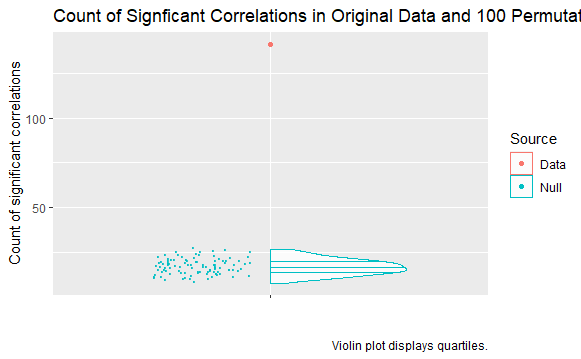 Count of Signficant Correlations in Original Data and 100 Permutat
Count of significant correlations
100
50
Source
Data
Null
Violin plot displays quartiles.